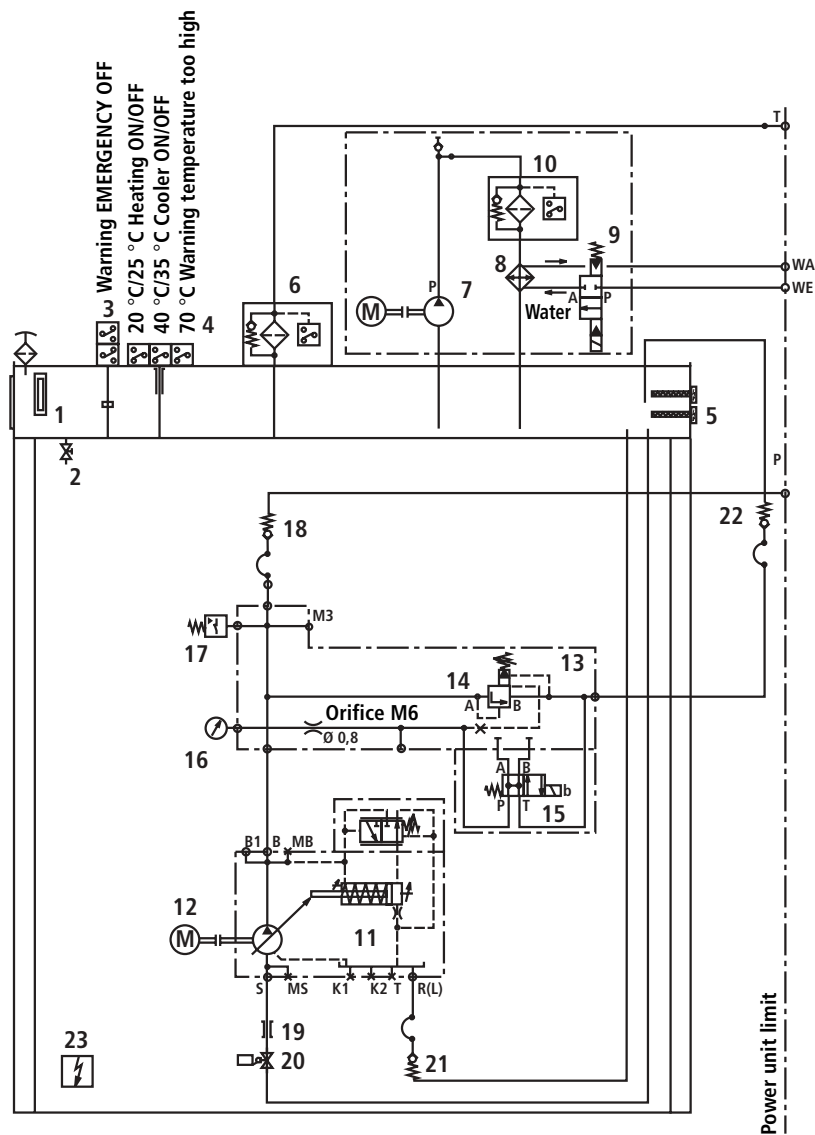 Warning EMERGENCY OFF
20 °C/25 °C Heating ON/OFF
40 °C/35 °C Cooler ON/OFF
70 °C Warning temperature too high
T
10
3
4
6
9
8
P
7
WA
WE
M
A
P
Water
1
5
2
P
18
22
M3
17
13
14
A
B
Orifice M6
Ø 0,8
16
A
B
b
P
T
15
B1
B
MB
12
M
11
S
MS
K1
K2
T
R(L)
19
20
21
23
Power unit limit